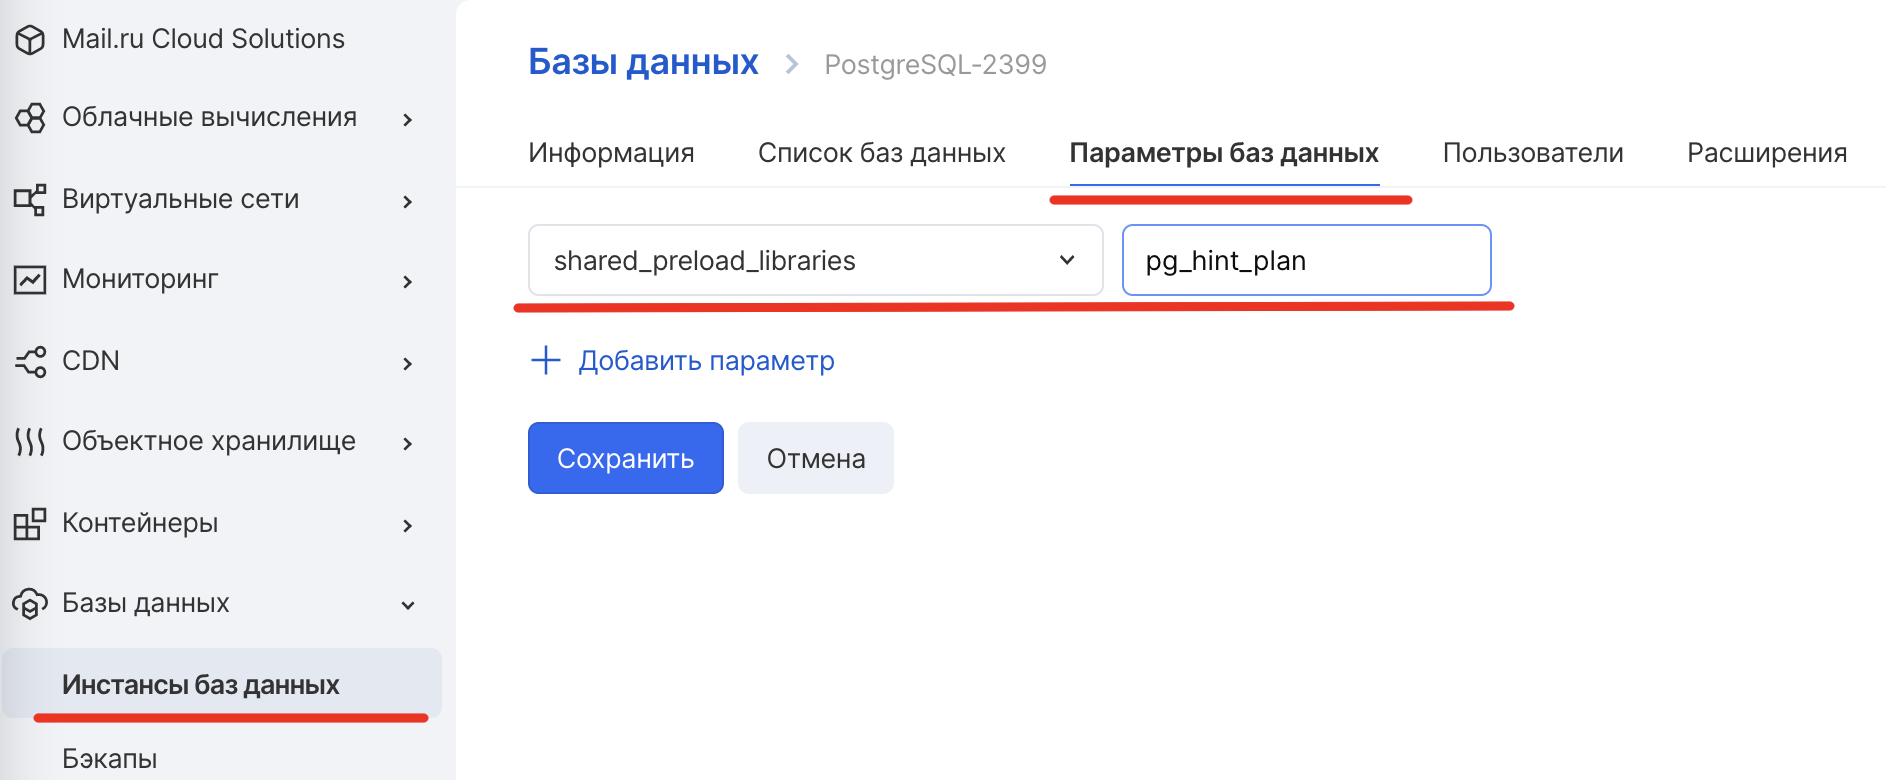 Mail.ru Cloud Solutions
Облачные вычисления
Виртуальные сети
Мониторинг
CDN
Объектное хранилище
Контейнеры
Базы данных
Инстансы баз данных
Бэкапы
Базы данных > PostgreSQL-2399
Информация Список баз данных Параметры баз данных Пользователи Расширения
shared_preload_libraries pg_hint_plan
+ Добавить параметр
Сохранить Отмена